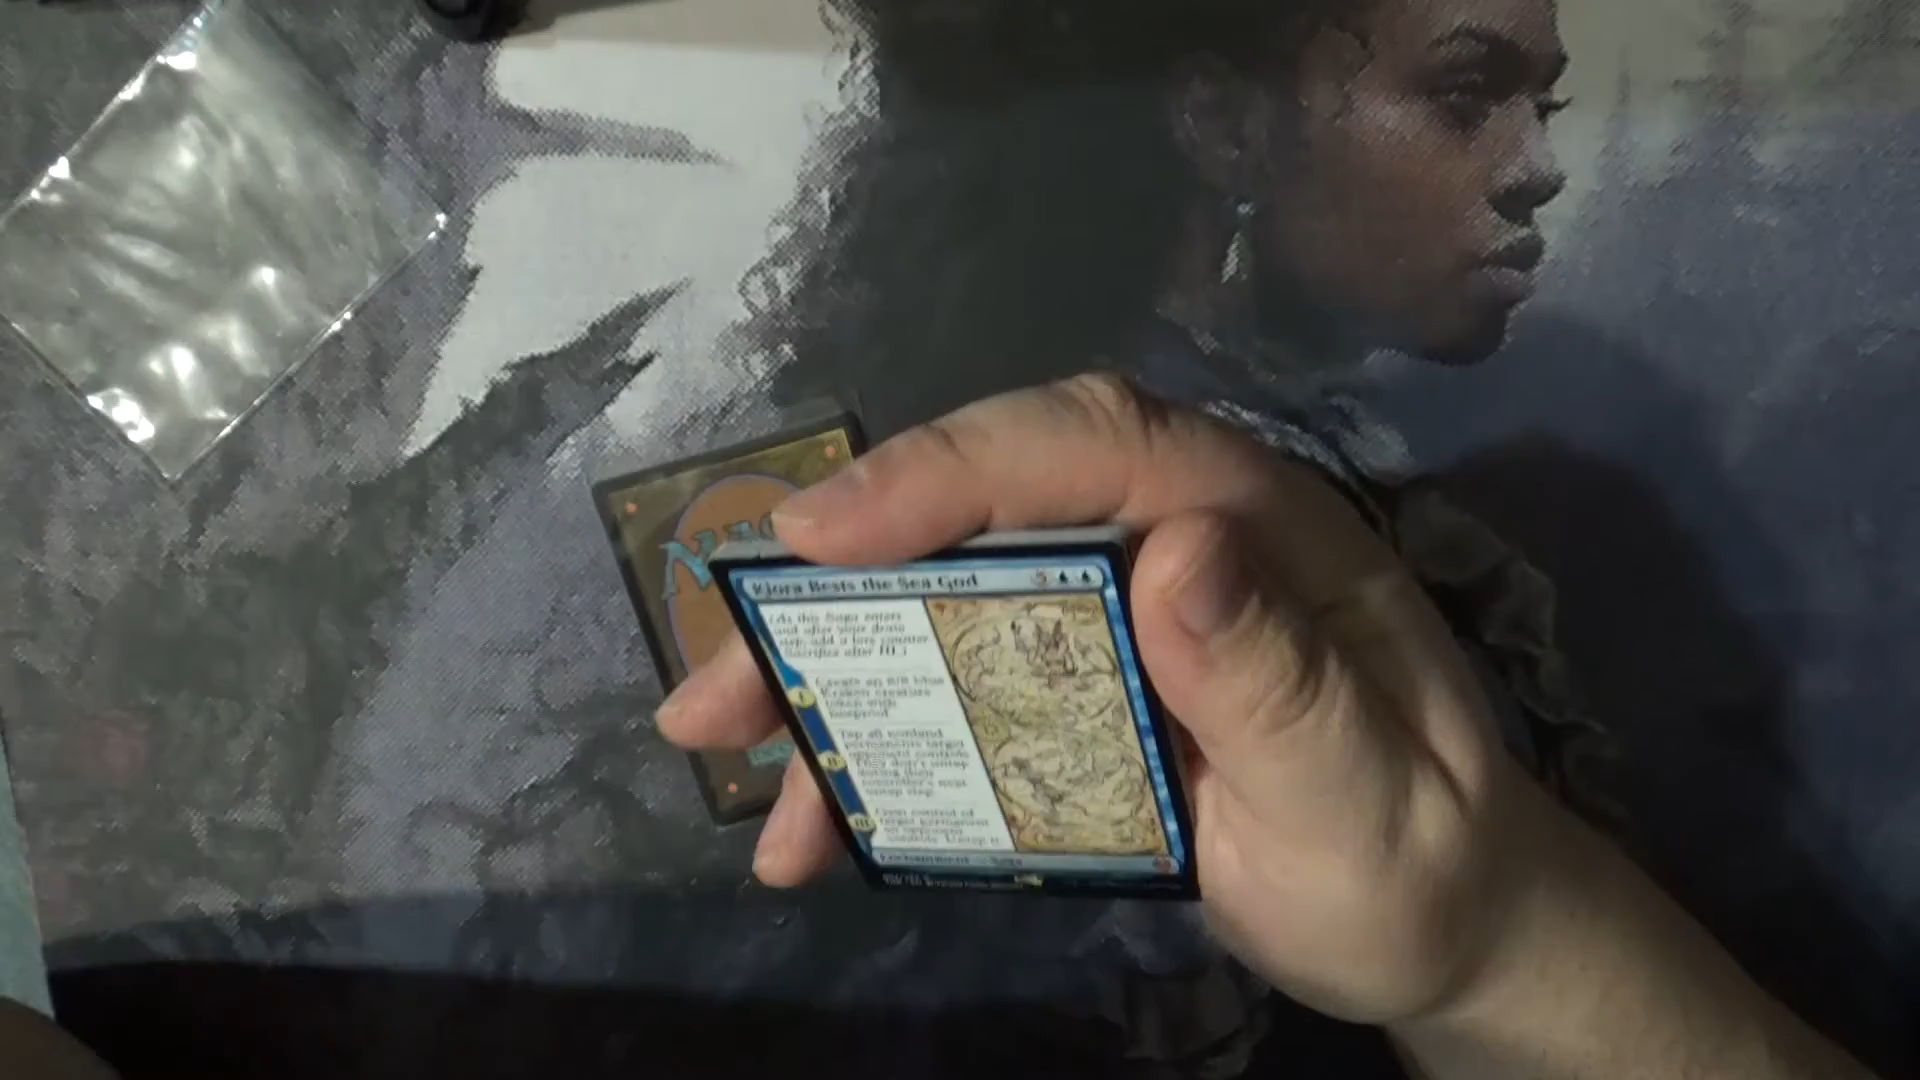 Kiora Bests the Sea God 5
(As this Saga enters
and after your draw
step, add a lore counter.
Sacrifice after III.)
I
Create an 8/8 blue
Kraken creature
token with
hexproof.
II
Tap all nonland
permanents target
opponent controls.
They don't untap
during their
controller's next
untap step.
III
Gain control of
target permanent
an opponent
controls. Untap it.
Enchantment — Saga